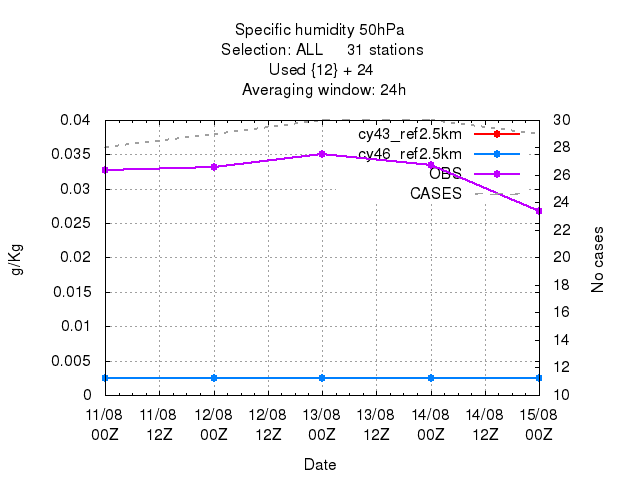 Specific humidity 50hPa
Selection: ALL 31 stations
Used {12} + 24
Averaging window: 24h
0.04
0.035
0.03
0.025
0.02
0.015
0.01
0.005
0
g/Kg
30
28
26
24
22
20
18
16
14
12
10
No cases
cy43_ref2.5km
cy46_ref2.5km
OBS
CASES
11/08 11/08 12/08 12/08 13/08 13/08 14/08 14/08 15/08
00Z 12Z 00Z 12Z 00Z 12Z 00Z 12Z 00Z
Date